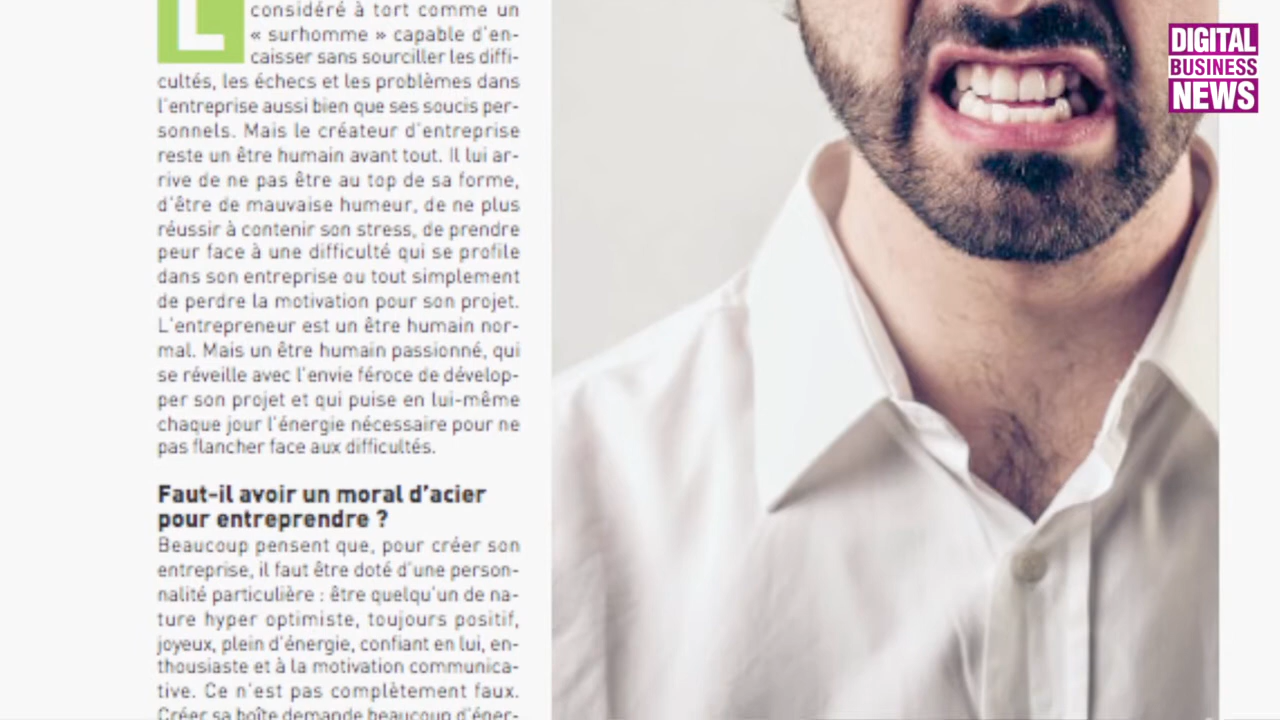 L
considéré à tort comme un
« surhomme » capable d'en-
caisser sans sourciller les diffi-
cultés, les échecs et les problèmes dans
l'entreprise aussi bien que ses soucis per-
sonnels. Mais le créateur d'entreprise
reste un être humain avant tout. Il lui ar-
rive de ne pas être au top de sa forme,
d'être de mauvaise humeur, de ne plus
réussir à contenir son stress, de prendre
peur face à une difficulté qui se profile
dans son entreprise ou tout simplement
de perdre la motivation pour son projet.
L'entrepreneur est un être humain nor-
mal. Mais un être humain passionné, qui
se réveille avec l'envie féroce de dévelop-
per son projet et qui puise en lui-même
chaque jour l'énergie nécessaire pour ne
pas flancher face aux difficultés.
Faut-il avoir un moral d'acier
pour entreprendre ?
Beaucoup pensent que, pour créer son
entreprise, il faut être doté d'une person-
nalité particulière : être quelqu'un de na-
ture hyper optimiste, toujours positif,
joyeux, plein d'énergie, confiant en lui, en-
thousiaste et à la motivation communica-
tive. Ce n'est pas complètement faux.
Créer sa boîte demande beaucoup d'éner-
DIGITAL
BUSINESS
NEWS